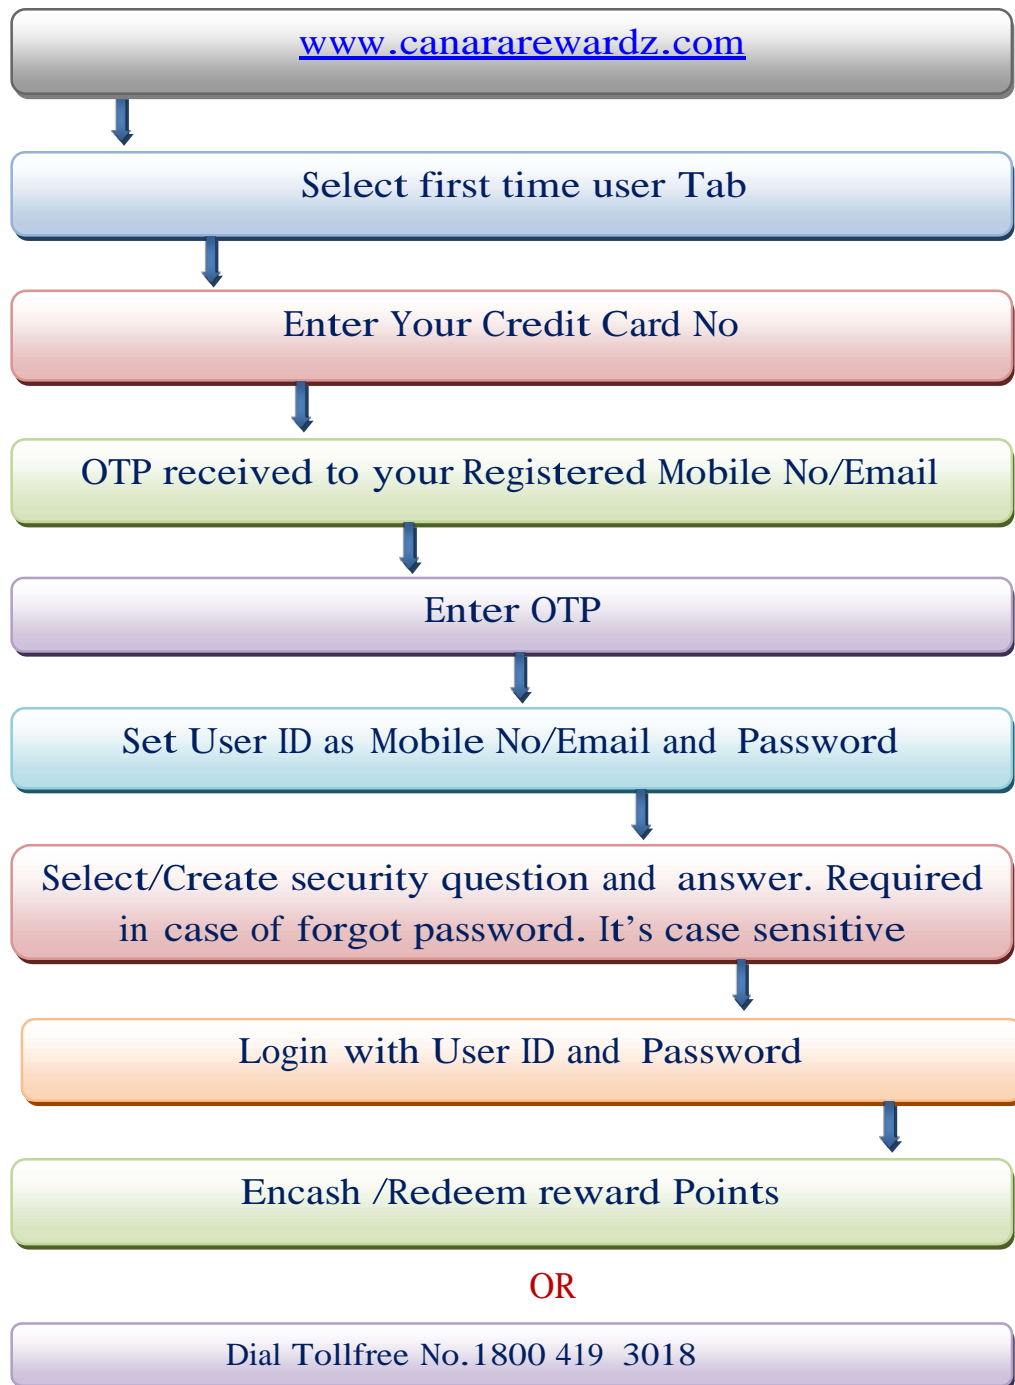 www.canararewardz.com
Select first time user Tab
Enter Your Credit Card No
OTP received to your Registered Mobile No/Email
Enter OTP
Set User ID as Mobile No/Email and Password
Select/Create security question and answer. Required
in case of forgot password. It’s case sensitive
Login with User ID and Password
Encash /Redeem reward Points
OR
Dial Tollfree No.1800 419 3018